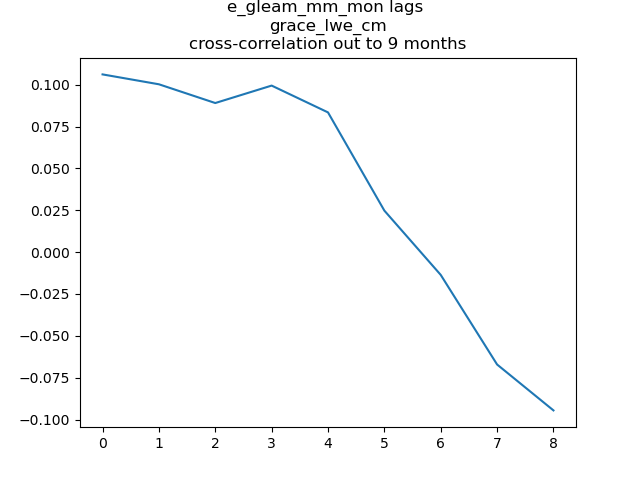 e_gleam_mm_mon lags
grace_lwe_cm
cross-correlation out to 9 months
0.100
0.075
0.050
0.025
0.000
−0.025
−0.050
−0.075
−0.100
0 1 2 3 4 5 6 7 8